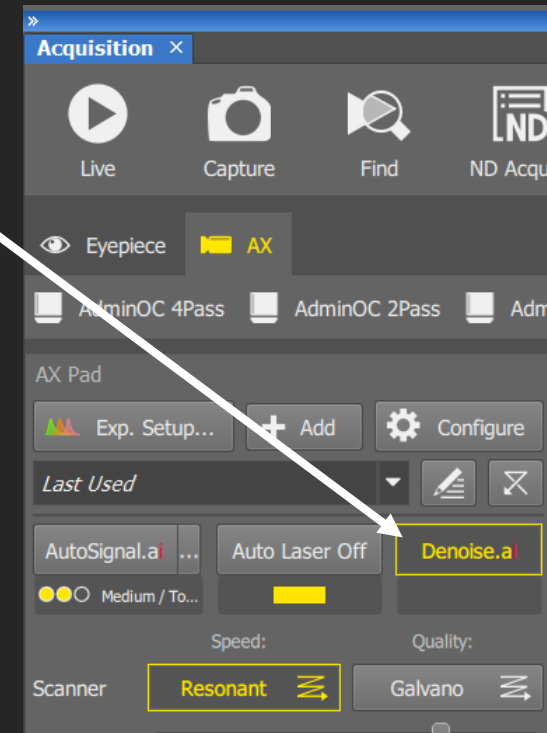 »
Acquisition ×
Live Capture Find ND Acqu
Eyepiece AX
AdminOC 4Pass AdminOC 2Pass Adm
AX Pad
Exp. Setup... Add Configure
Last Used
AutoSignal.ai ... Auto Laser Off Denoise.ai
Medium / To...
Speed: Quality:
Scanner Resonant Galvano